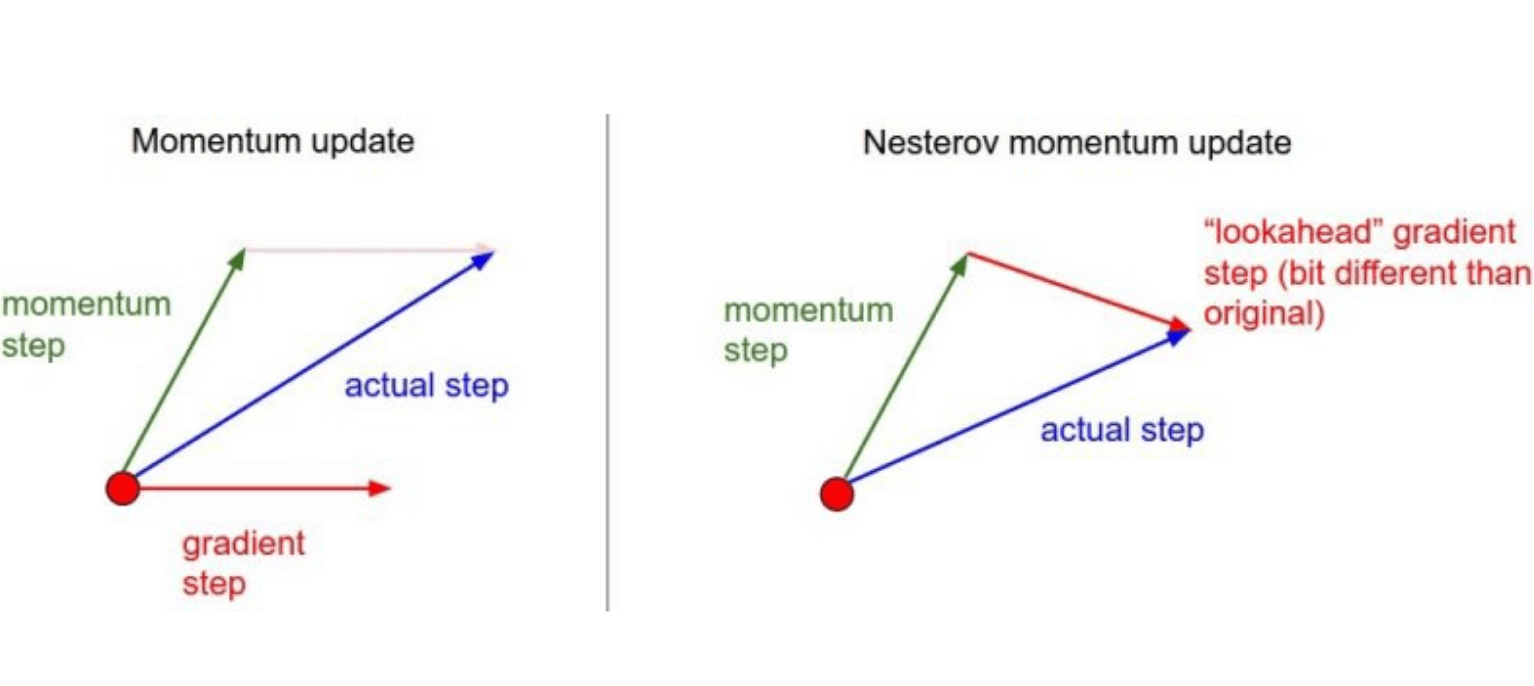 Momentum update
momentum
step
actual step
gradient
step
Nesterov momentum update
“lookahead” gradient
step (bit different than
original)
momentum
step
actual step